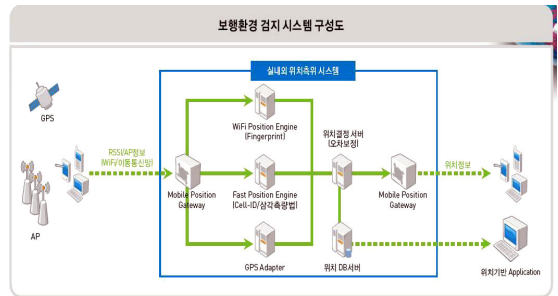 보행환경 검지 시스템 구성도
실내외 위치측위 시스템
GPS
WiFi Position Engine
(Fingerprint)
위치결정 서버
(오차보정)
RSSI/AP정보
(WiFi/이동통신망)
위치정보
Mobile Position
Gateway
Fast Position Engine
(Cell-ID/삼각측량법)
Mobile Position
Gateway
AP
GPS Adapter
위치 DB서버
위치기반 Application